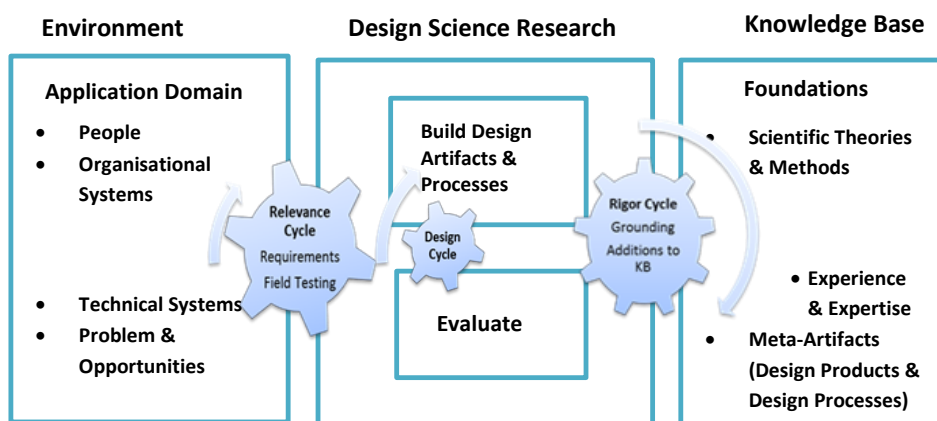 Environment
Design Science Research
Knowledge Base
Application Domain
• People
• Organisational
Systems
• Technical Systems
• Problem &
Opportunities
Relevance
Cycle
Requirements
Field Testing
Build Design
Artifacts &
Processes
Design
Cycle
Evaluate
Rigor Cycle
Grounding
Additions to
KB
Foundations
• Scientific Theories
& Methods
• Experience
& Expertise
• Meta-Artifacts
(Design Products &
Design Processes)